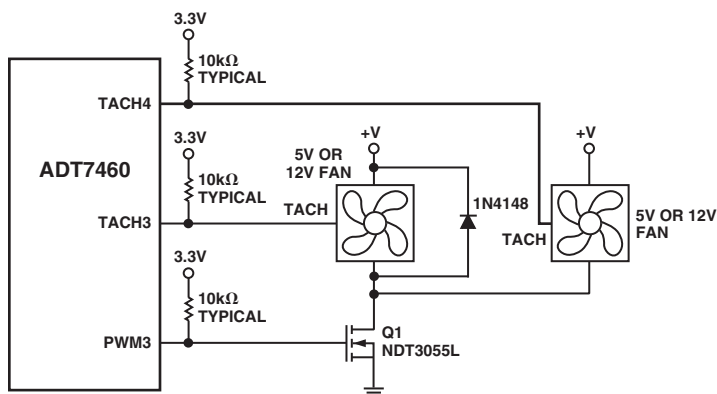 3.3V
10kΩ
TYPICAL
TACH4
ADT7460
3.3V
10kΩ
TYPICAL
TACH3
3.3V
10kΩ
TYPICAL
PWM3
+V
5V OR
12V FAN
TACH
1N4148
Q1
NDT3055L
+V
TACH
5V OR 12V
FAN